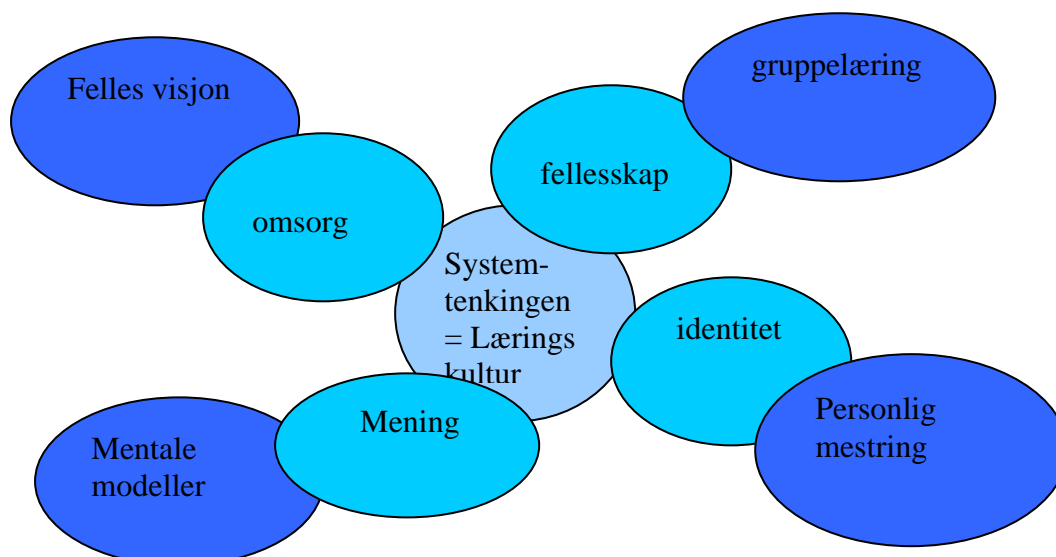 Felles visjon
gruppelæring
omsorg
fellesskap
System-
tenkingen
= Lærings
kultur
identitet
Mening
Mentale
modeller
Personlig
mestring